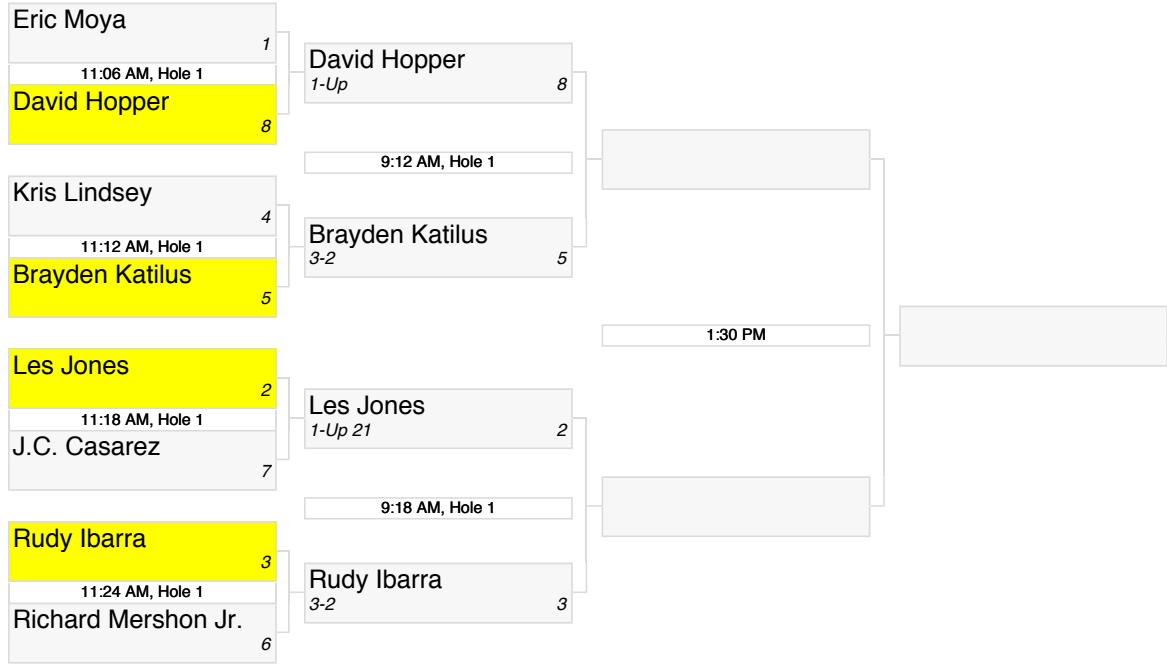 Eric Moya
1
11:06 AM, Hole 1
David Hopper
8
Kris Lindsey
4
11:12 AM, Hole 1
Brayden Katilus
5
Les Jones
2
11:18 AM, Hole 1
J.C. Casarez
7
Rudy Ibarra
3
11:24 AM, Hole 1
Richard Mershon Jr.
6
David Hopper
1-Up 8
9:12 AM, Hole 1
Brayden Katilus
3-2 5
Les Jones
1-Up 21 2
9:18 AM, Hole 1
Rudy Ibarra
3-2 3
1:30 PM